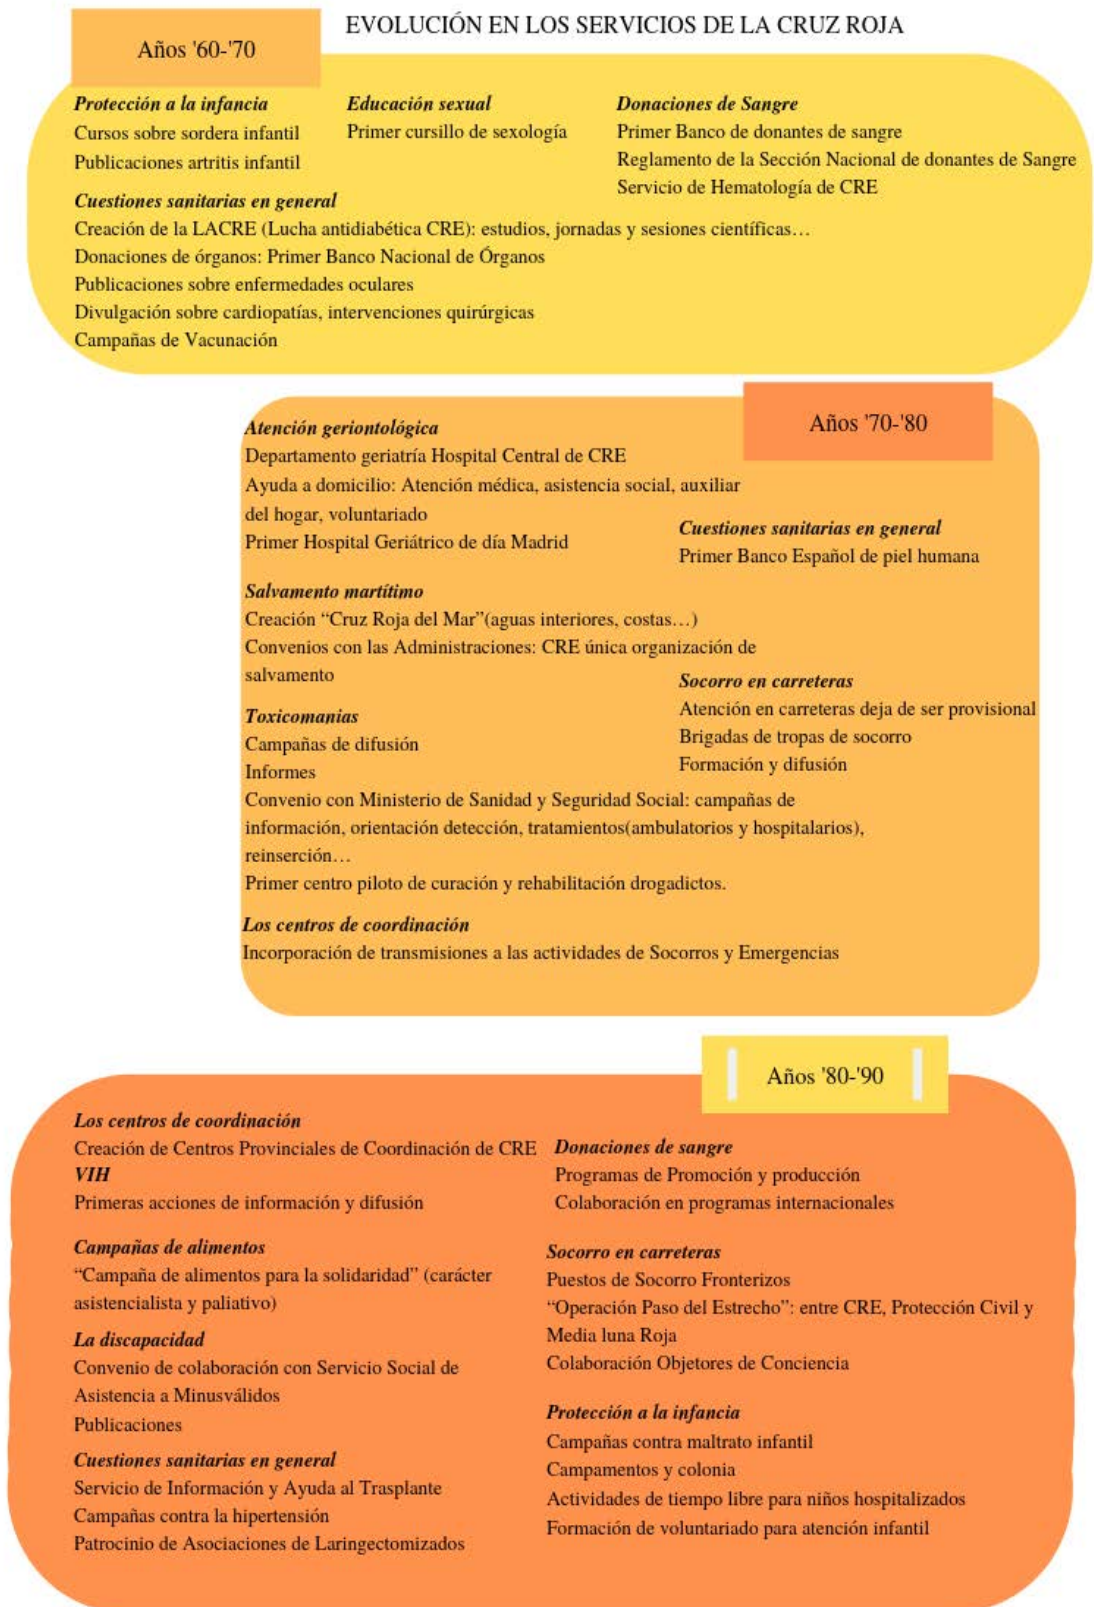 EVOLUCIÓN EN LOS SERVICIOS DE LA CRUZ ROJA
Años '60-'70
Protección a la infancia
Cursos sobre sordera infantil
Publicaciones artritis infantil
Educación sexual
Primer cursillo de sexología
Donaciones de Sangre
Primer Banco de donantes de sangre
Reglamento de la Sección Nacional de donantes de Sangre
Servicio de Hematología de CRE
Cuestiones sanitarias en general
Creación de la LACRE (Lucha antidiabética CRE): estudios, jornadas y sesiones científicas…
Donaciones de órganos: Primer Banco Nacional de Órganos
Publicaciones sobre enfermedades oculares
Divulgación sobre cardiopatías, intervenciones quirúrgicas
Campañas de Vacunación
Años '70-'80
Atención geriontológica
Departamento geriatría Hospital Central de CRE
Ayuda a domicilio: Atención médica, asistencia social, auxiliar
del hogar, voluntariado
Primer Hospital Geriátrico de día Madrid
Cuestiones sanitarias en general
Primer Banco Español de piel humana
Salvamento martítimo
Creación “Cruz Roja del Mar”(aguas interiores, costas…)
Convenios con las Administraciones: CRE única organización de
salvamento
Socorro en carreteras
Atención en carreteras deja de ser provisional
Brigadas de tropas de socorro
Formación y difusión
Toxicomanias
Campañas de difusión
Informes
Convenio con Ministerio de Sanidad y Seguridad Social: campañas de
información, orientación detección, tratamientos(ambulatorios y hospitalarios),
reinserción…
Primer centro piloto de curación y rehabilitación drogadictos.
Los centros de coordinación
Incorporación de transmisiones a las actividades de Socorros y Emergencias
Años '80-'90
Los centros de coordinación
Creación de Centros Provinciales de Coordinación de CRE
VIH
Primeras acciones de información y difusión
Campañas de alimentos
“Campaña de alimentos para la solidaridad” (carácter
asistencialista y paliativo)
La discapacidad
Convenio de colaboración con Servicio Social de
Asistencia a Minusválidos
Publicaciones
Cuestiones sanitarias en general
Servicio de Información y Ayuda al Trasplante
Campañas contra la hipertensión
Patrocinio de Asociaciones de Laringectomizados
Donaciones de sangre
Programas de Promoción y producción
Colaboración en programas internacionales
Socorro en carreteras
Puestos de Socorro Fronterizos
“Operación Paso del Estrecho”: entre CRE, Protección Civil y
Media luna Roja
Colaboración Objetores de Conciencia
Protección a la infancia
Campañas contra maltrato infantil
Campamentos y colonia
Actividades de tiempo libre para niños hospitalizados
Formación de voluntariado para atención infantil